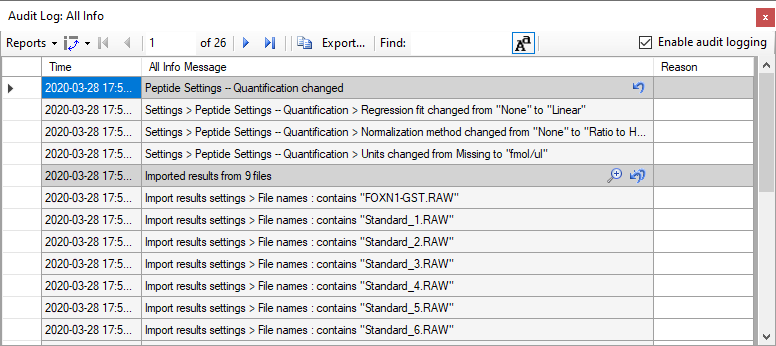 Audit Log: All Info
Reports 1 of 26 Export... Find: Aa Enable audit logging
Time All Info Message Reason
2020-03-28 17:5... Peptide Settings -- Quantification changed
2020-03-28 17:5... Settings > Peptide Settings -- Quantification > Regression fit changed from "None" to "Linear"
2020-03-28 17:5... Settings > Peptide Settings -- Quantification > Normalization method changed from "None" to "Ratio to H...
2020-03-28 17:5... Settings > Peptide Settings -- Quantification > Units changed from Missing to "fmol/ul"
2020-03-28 17:5... Imported results from 9 files
2020-03-28 17:5... Import results settings > File names : contains "FOXN1-GST.RAW"
2020-03-28 17:5... Import results settings > File names : contains "Standard_1.RAW"
2020-03-28 17:5... Import results settings > File names : contains "Standard_2.RAW"
2020-03-28 17:5... Import results settings > File names : contains "Standard_3.RAW"
2020-03-28 17:5... Import results settings > File names : contains "Standard_4.RAW"
2020-03-28 17:5... Import results settings > File names : contains "Standard_5.RAW"
2020-03-28 17:5... Import results settings > File names : contains "Standard_6.RAW"